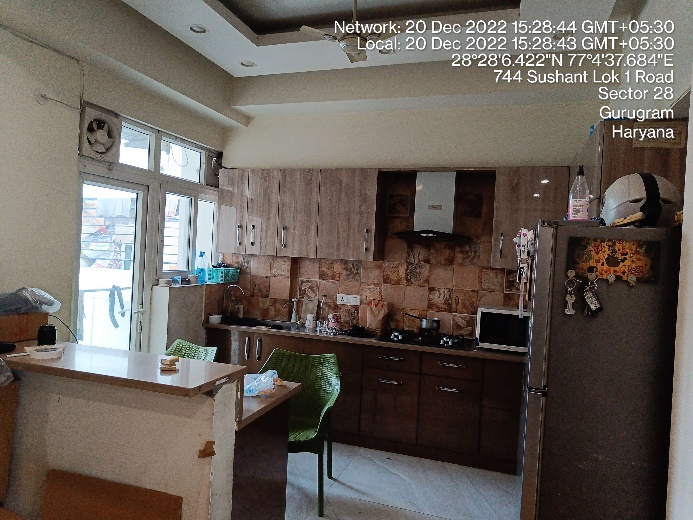 Network: 20 Dec 2022 15:28:44 GMT+05:30
Local: 20 Dec 2022 15:28:43 GMT+05:30
28°28'6.422"N 77°4'37.684"E
744 Sushant Lok 1 Road
Sector 28
Gurugram
Haryana